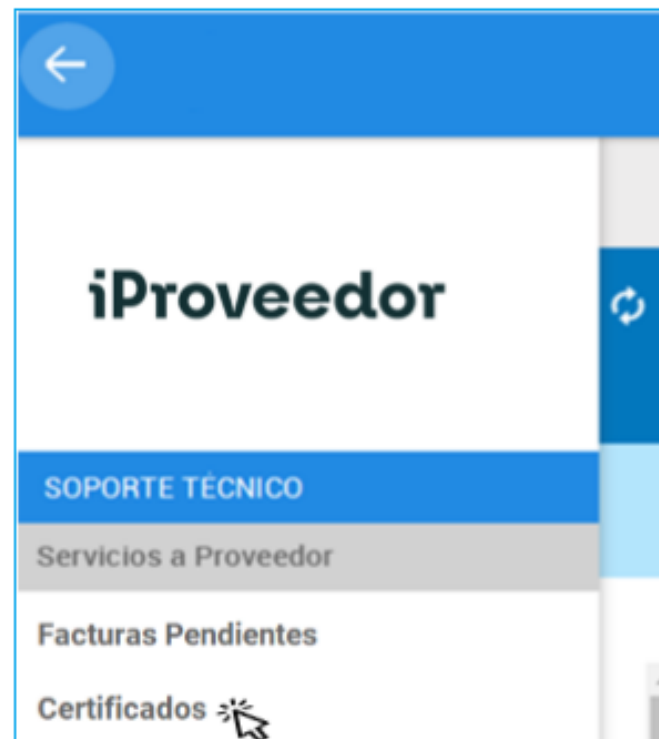 iProveedor
SOPORTE TÉCNICO
Servicios a Proveedor
Facturas Pendientes
Certificados